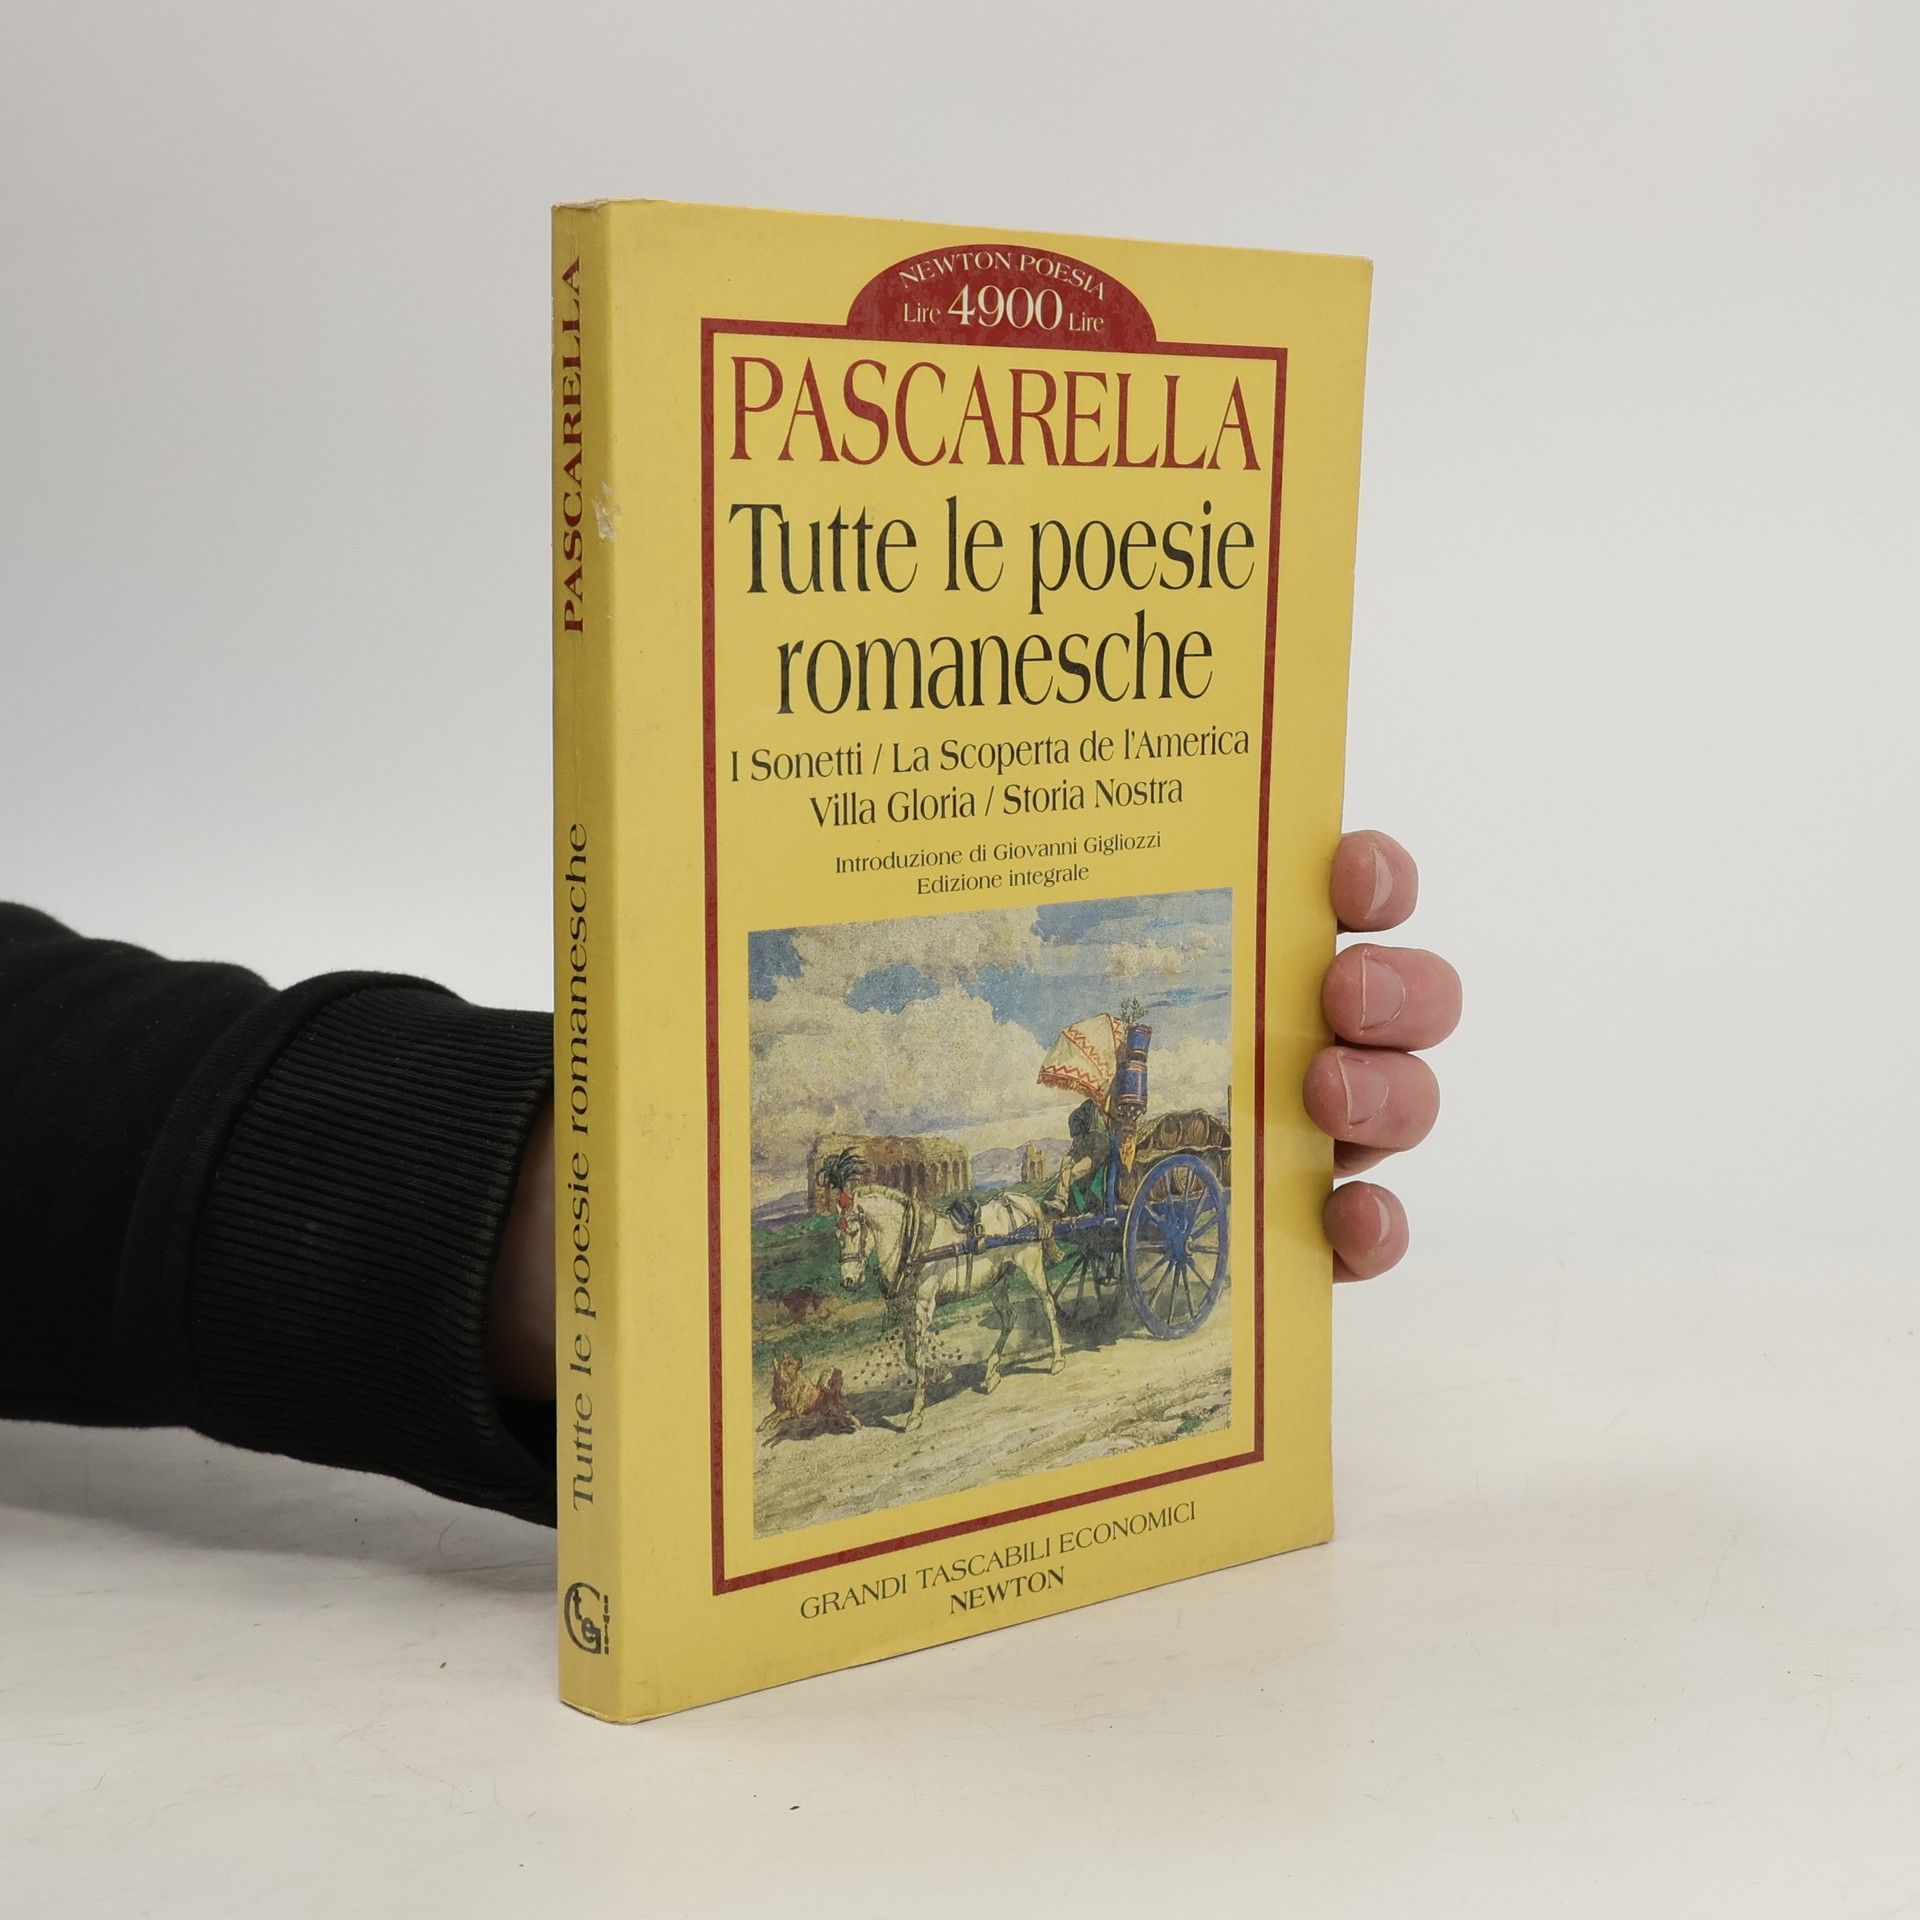 NEWTON POESIA
Lire 4900 Lire
PASCARELLA
Tutte le poesie
romanesche
I Sonetti / La Scoperta de l'America
Villa Gloria / Storia Nostra
Introduzione di Giovanni Gigliozzi
Edizione integrale
GRANDI TASCABILI ECONOMICI
NEWTON
PASCARELLA
Tutte le poesie romanesche